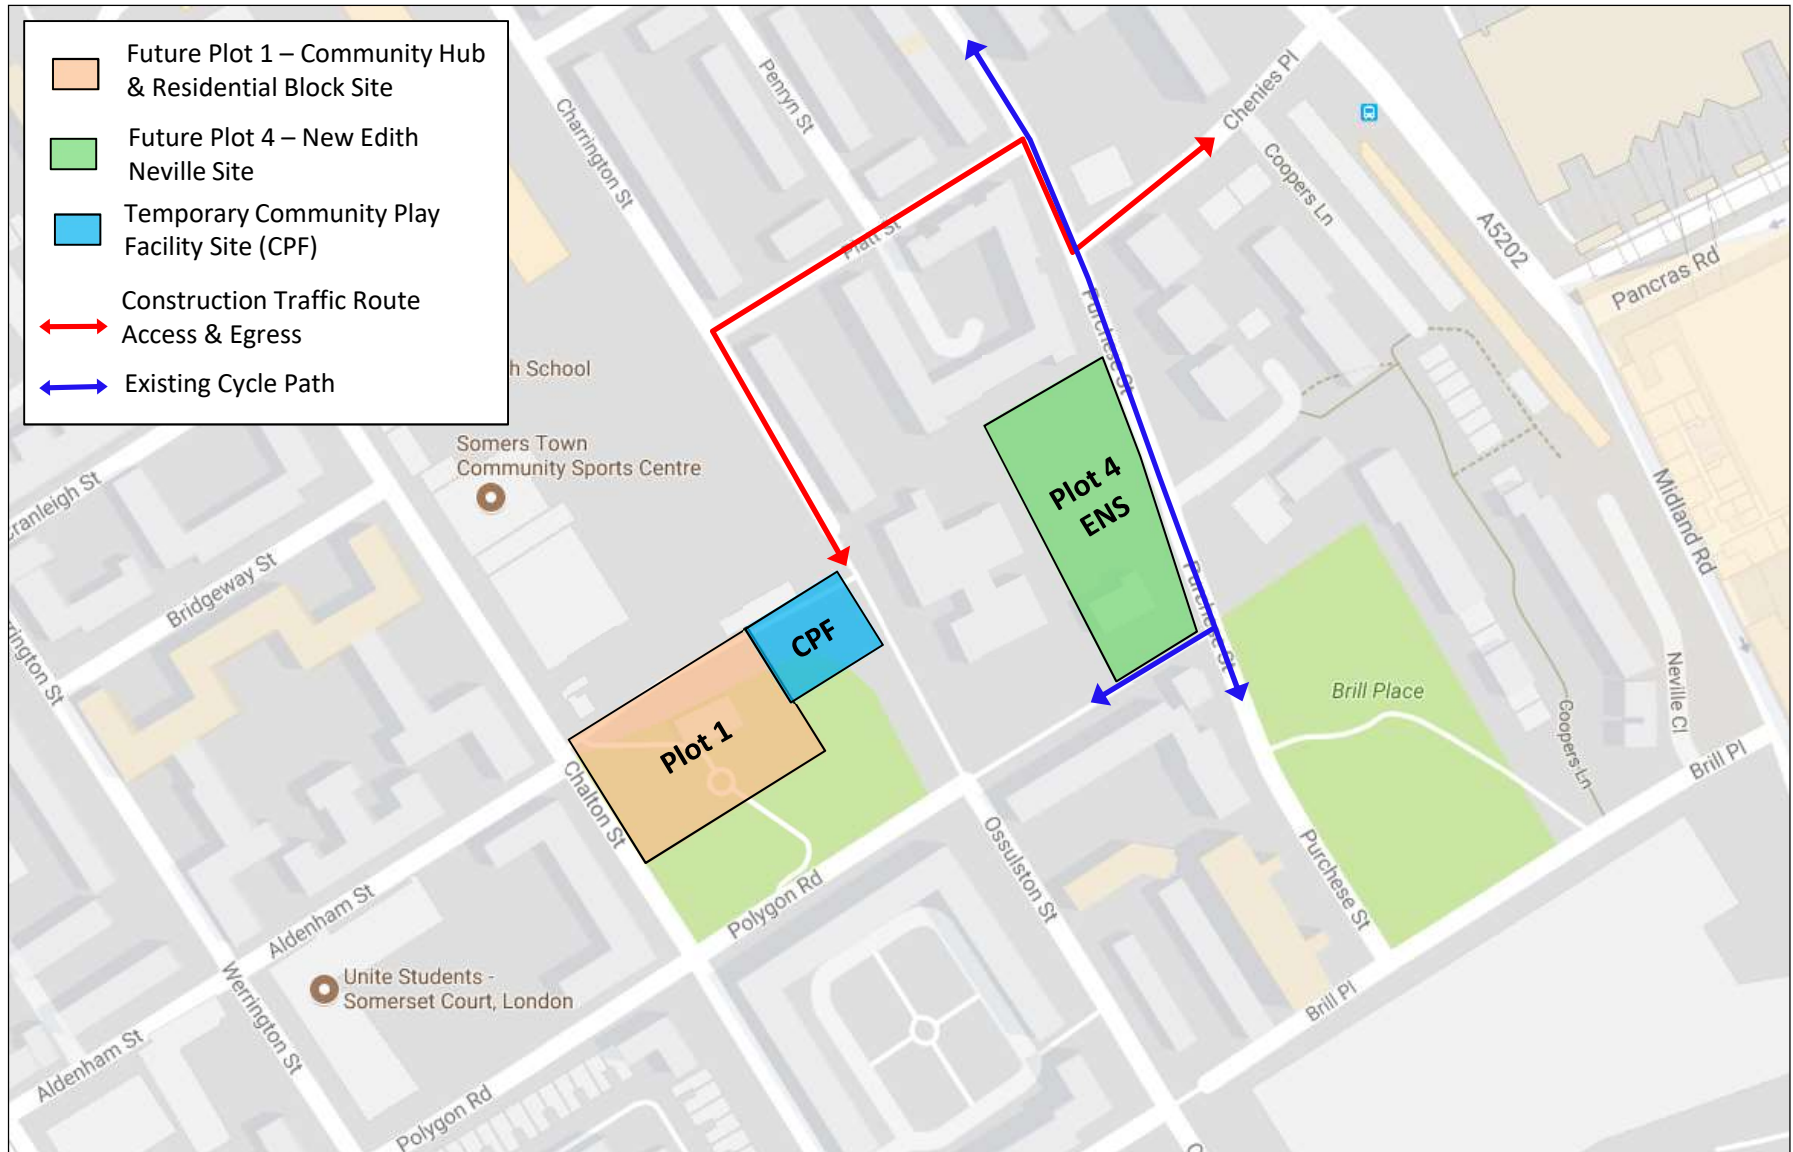 Future Plot 1 – Community Hub
& Residential Block Site
Future Plot 4 – New Edith
Neville Site
Temporary Community Play
Facility Site (CPF)
Construction Traffic Route
Access & Egress
Existing Cycle Path
Penryn St
Charrington St
Chenies Pl
Coopers Ln
A5202
Pancras Rd
Platt St
Purchese St
h School
Somers Town
Community Sports Centre
Plot 4
ENS
Midland Rd
ranleigh St
Bridgeway St
rington St
CPF
Purchese St
Plot 1
Brill Place
Neville Cl
Coopers Ln
Brill Pl
Chalton St
Ossulston St
Purchese St
Polygon Rd
Aldenham St
Unite Students -
Somerset Court, London
Werrington St
Brill Pl
Aldenham St
Polygon Rd